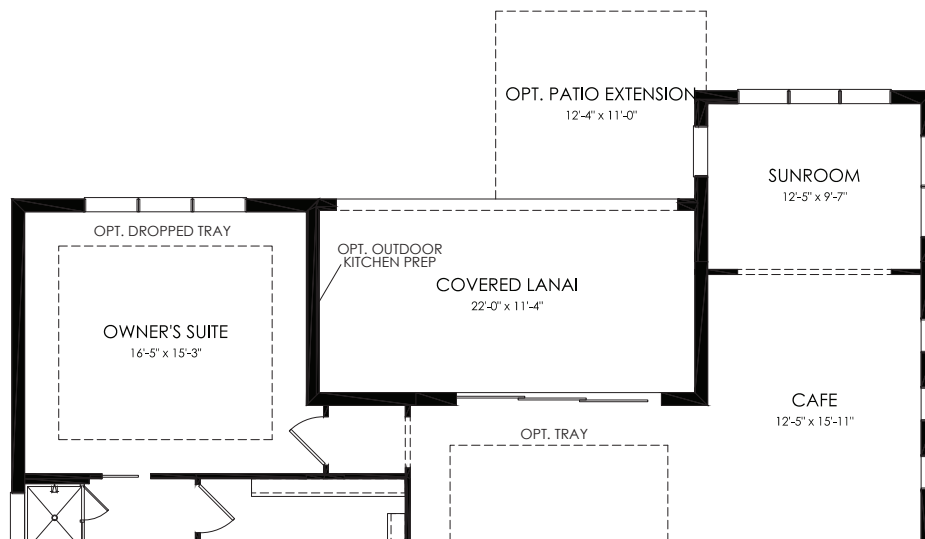 OPT. PATIO EXTENSION
12'-4" x 11'-0"
SUNROOM
12'-5" x 9'-7"
OPT. DROPPED TRAY
OPT. OUTDOOR
KITCHEN PREP
COVERED LANAI
22'-0" x 11'-4"
OWNER'S SUITE
16'-5" x 15'-3"
CAFE
12'-5" x 15'-11"
OPT. TRAY